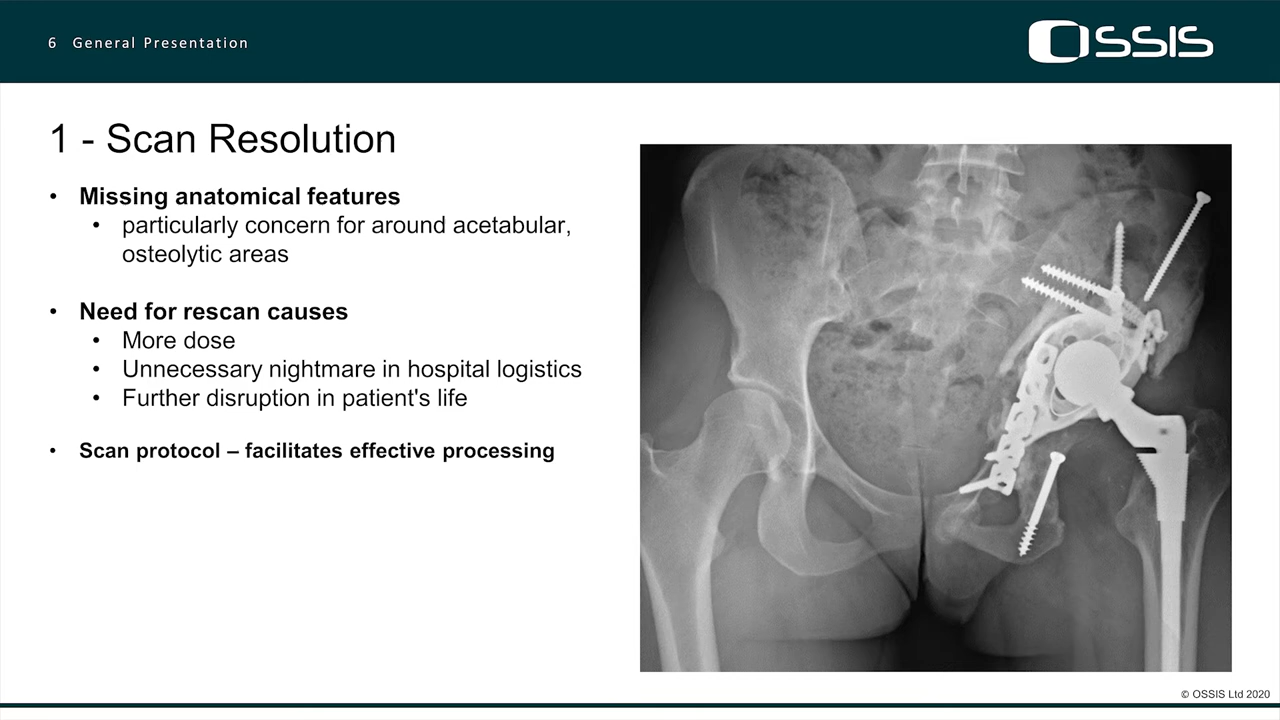 6 General Presentation
OSSIS
1 - Scan Resolution
• Missing anatomical features
• particularly concern for around acetabular,
osteolytic areas
• Need for rescan causes
• More dose
• Unnecessary nightmare in hospital logistics
• Further disruption in patient's life
• Scan protocol – facilitates effective processing
© OSSIS Ltd 2020